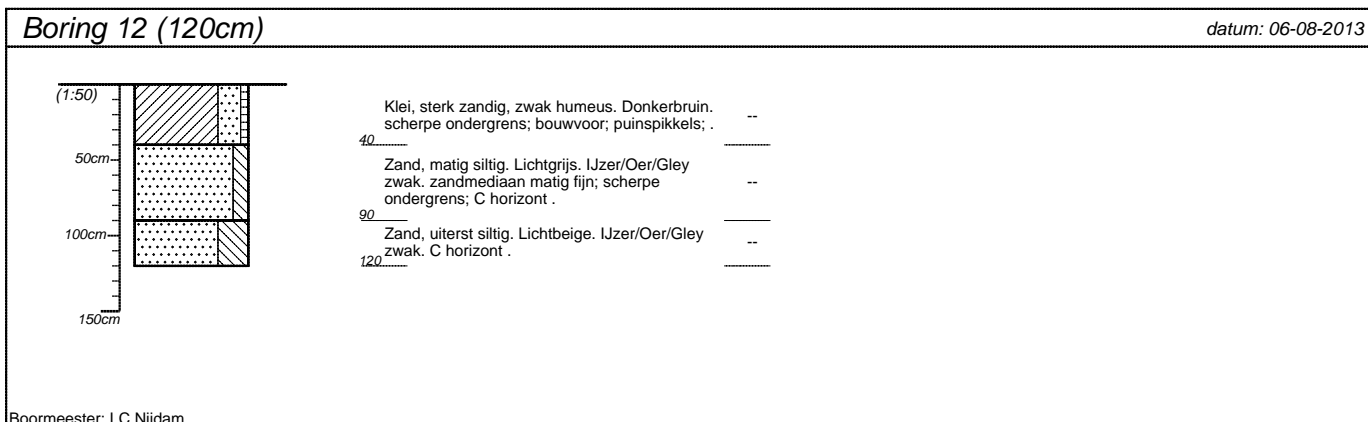 Boring 12 (120cm)
datum: 06-08-2013
(1:50)
50cm
100cm
150cm
Klei, sterk zandig, zwak humeus. Donkerbruin.
scherpe ondergrens; bouwvoor; puinspikkels; .
--
40
Zand, matig siltig. Lichtgrijs. IJzer/Oer/Gley
zwak. zandmediaan matig fijn; scherpe
ondergrens; C horizont .
--
90
Zand, uiterst siltig. Lichtbeige. IJzer/Oer/Gley
zwak. C horizont .
--
120
Boormeester: LC Nijdam